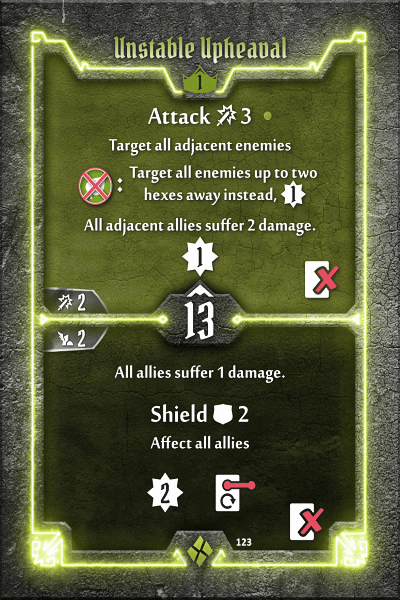 Unstable Upheaval
1
Attack 3
Target all adjacent enemies
: Target all enemies up to two
hexes away instead, 1
All adjacent allies suffer 2 damage.
1
2
13
2
All allies suffer 1 damage.
Shield 2
Affect all allies
2
123